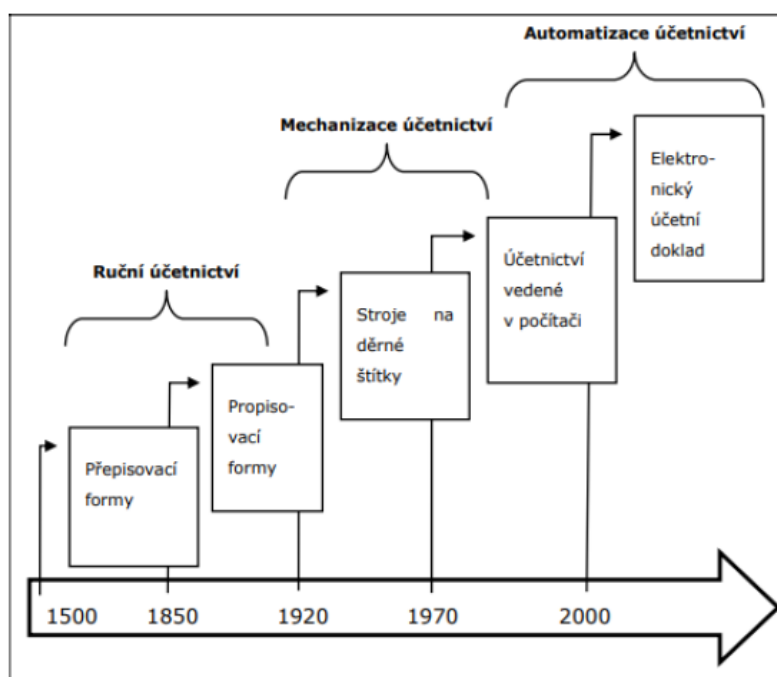 Automatizace účetnictví
Mechanizace účetnictví
Elektro-
nický
účetní
doklad
Ruční účetnictví
Účetnictví
vedené
v počítači
Stroje na
děrné
štítky
Propiso-
vací
formy
Přepisovací
formy
1500 1850 1920 1970 2000